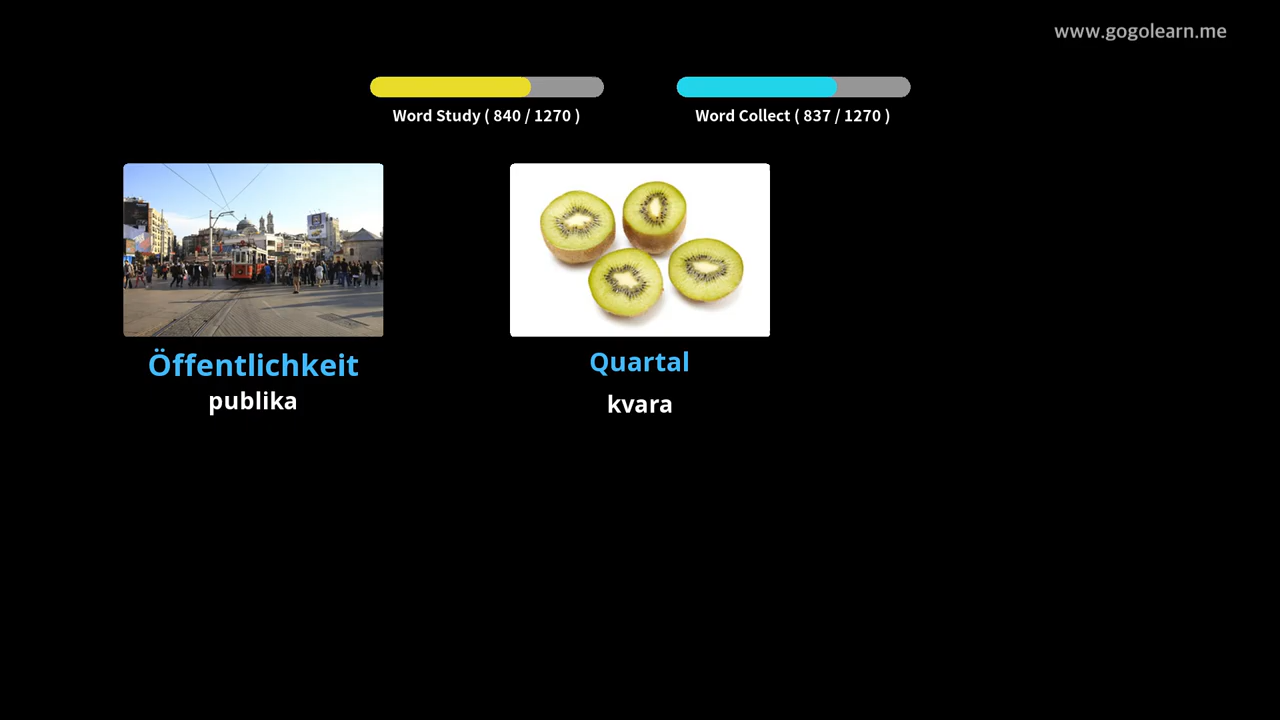 www.gogolearn.me
Word Study ( 840 / 1270 )
Word Collect ( 837 / 1270 )
Öffentlichkeit
publika
Quartal
kvara